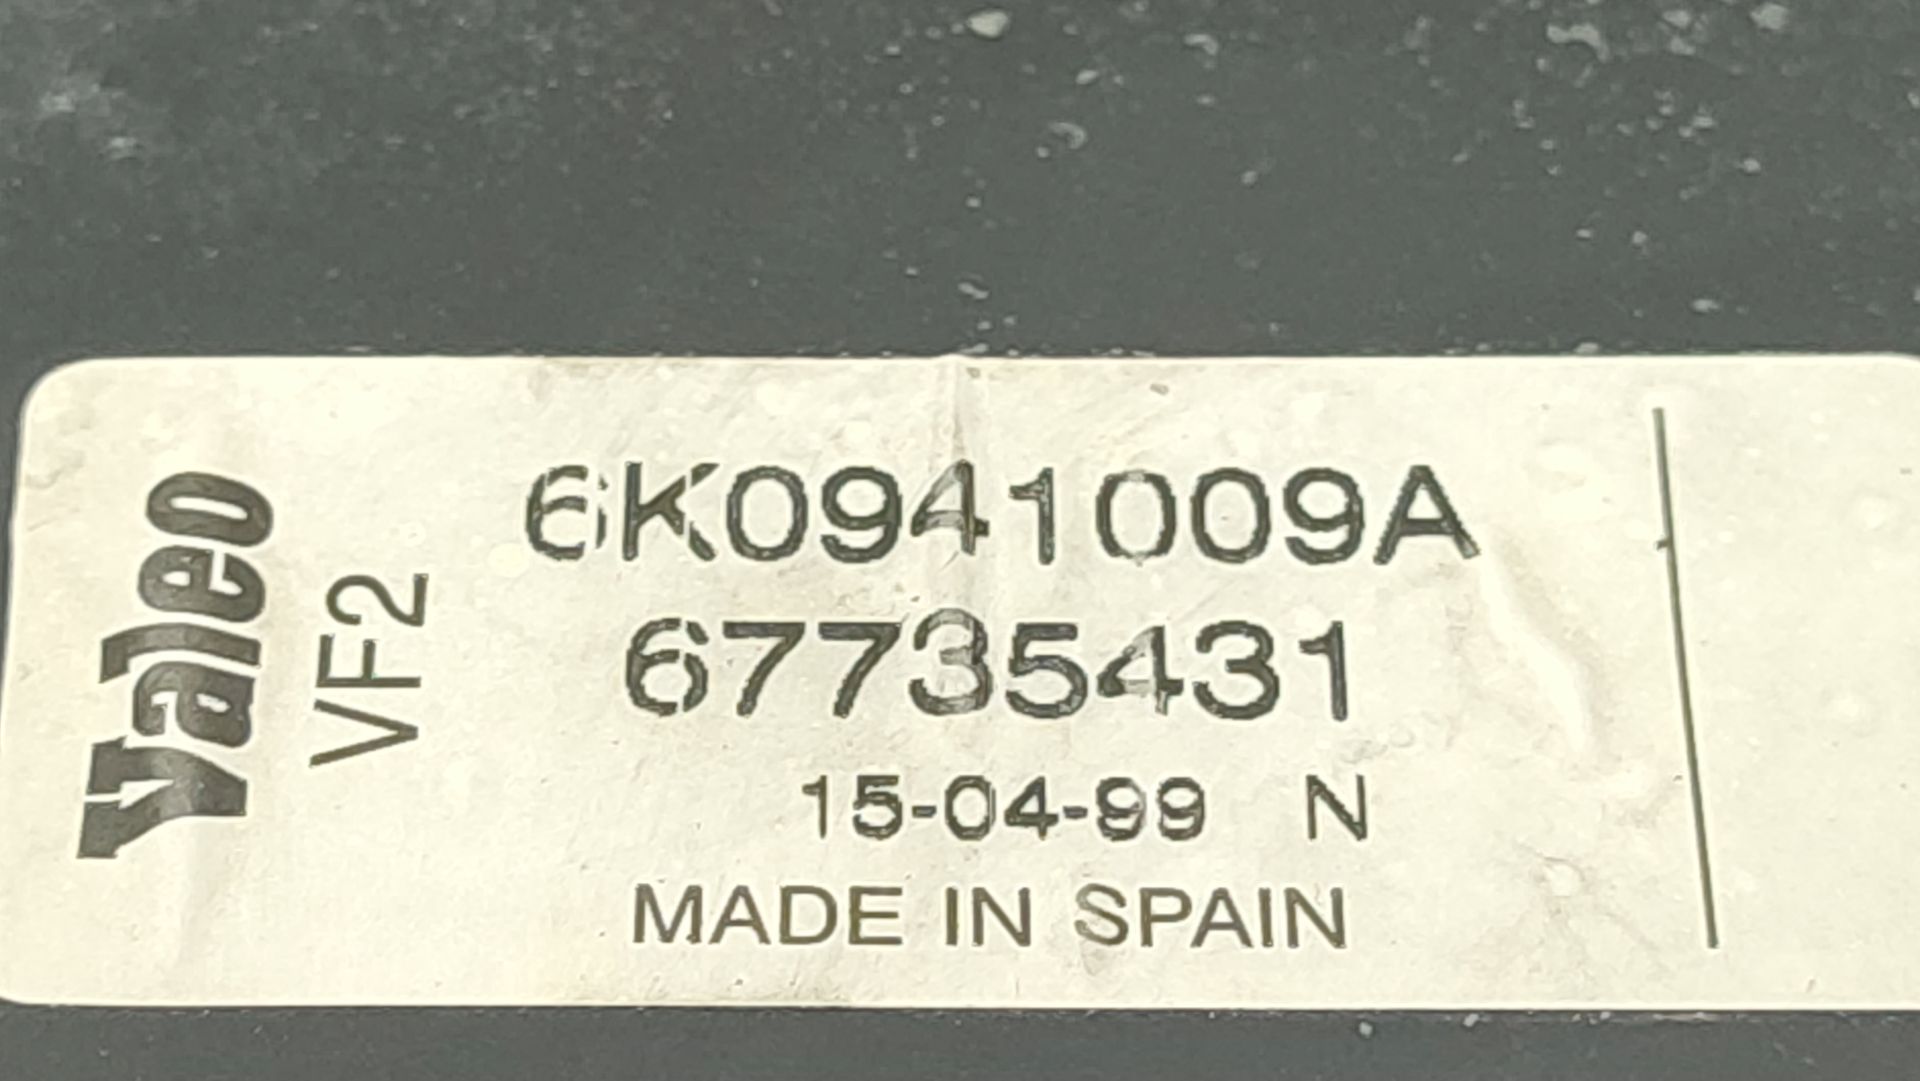 Valeo
VF2
6K0941009A
67735431
15-04-99 N
MADE IN SPAIN